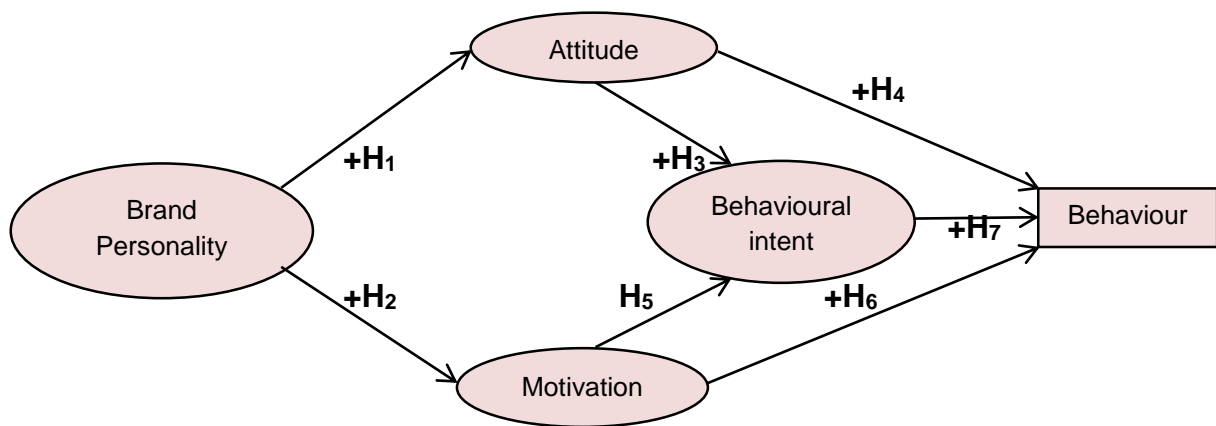 Attitude
+H₄
+H₁
+H₃
Brand
Personality
Behavioural
intent
Behaviour
+H₇
+H₂
H₅
+H₆
Motivation